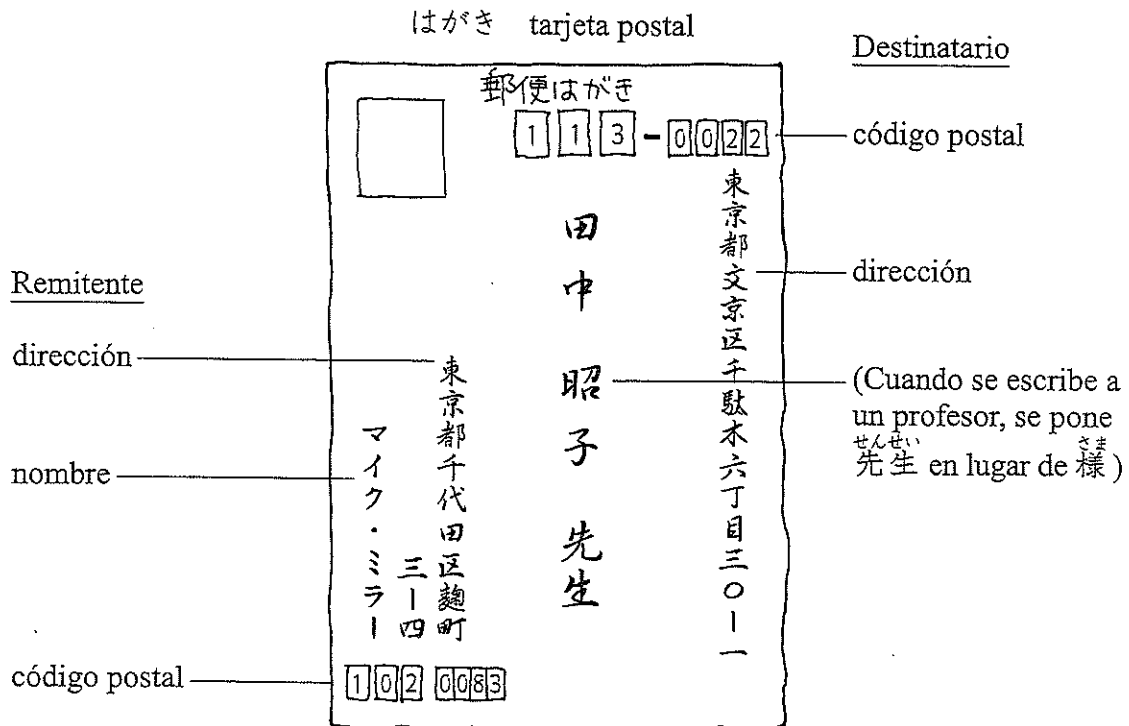 はがき tarjeta postal
Destinatario
郵便はがき
113-0022
código postal
東京都文京区千駄木六丁目三〇ー一
dirección
田中 昭子 先生
(Cuando se escribe a
un profesor, se pone
せんせい さま
先生 en lugar de 様)
Remitente
dirección
東京都千代田区麹町
三ー四
nombre
マイク・ミラー
código postal
102 0083